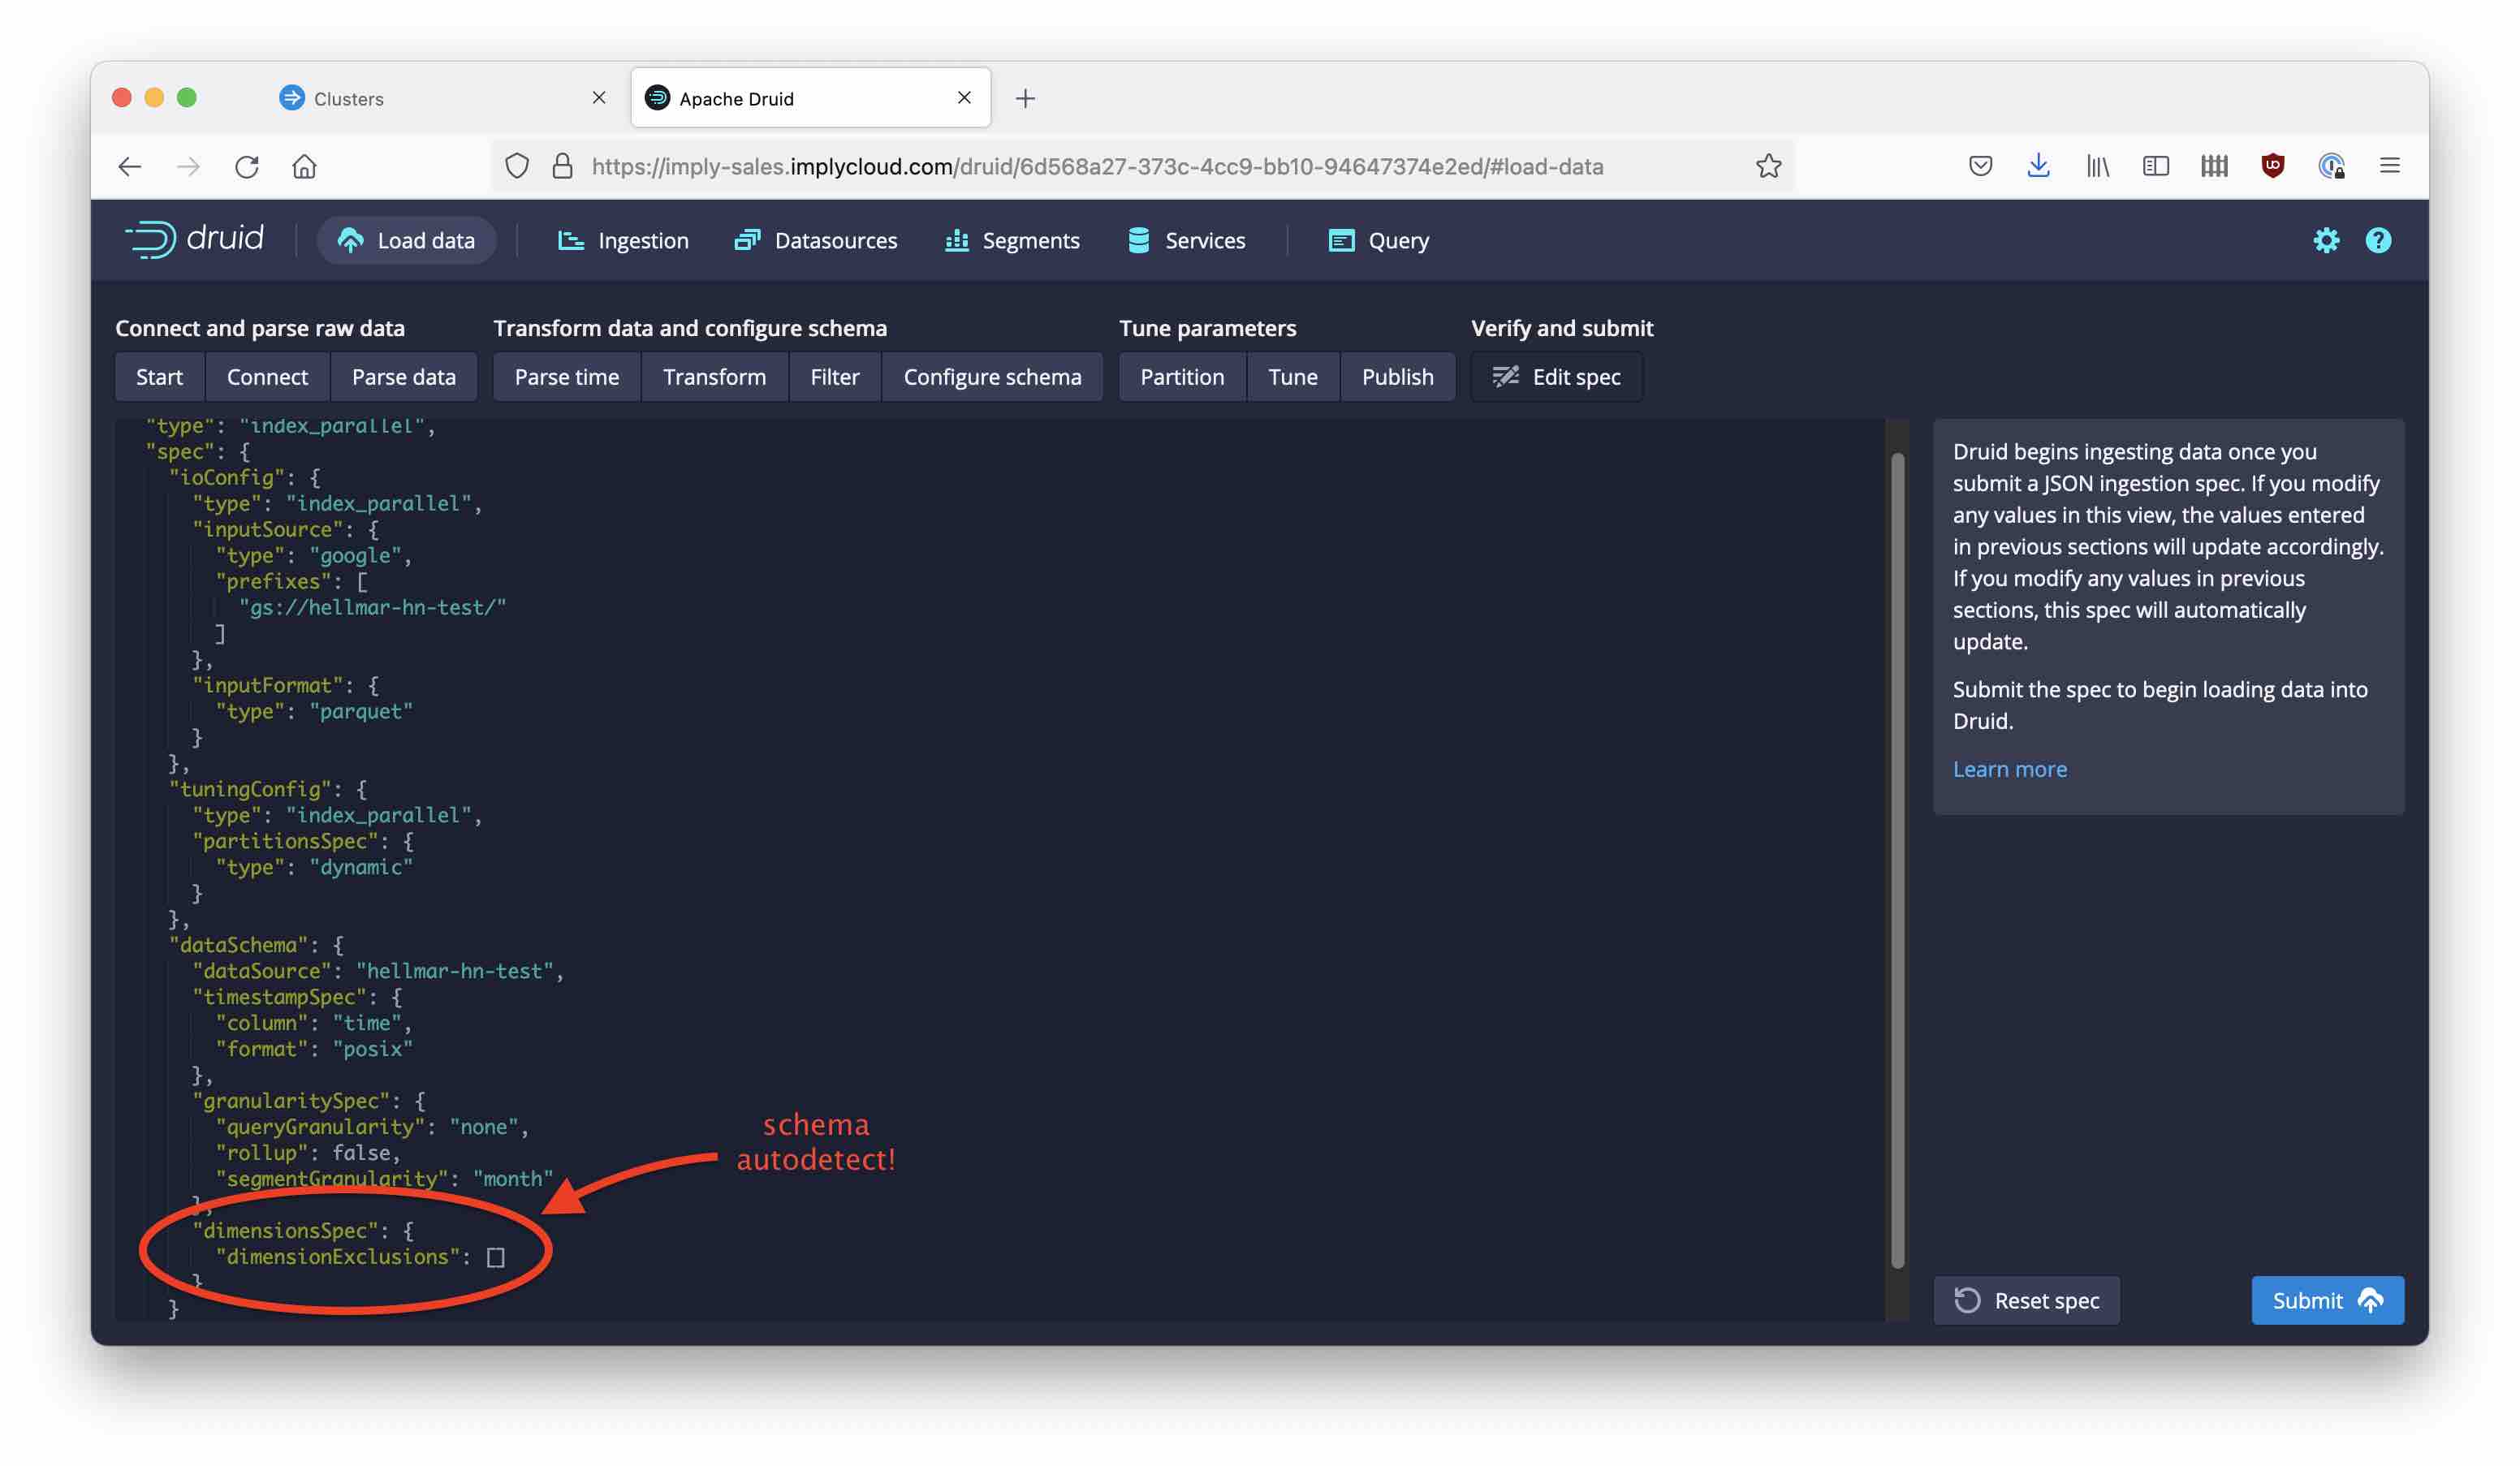 Clusters
Apache Druid
https://imply-sales.implycloud.com/druid/6d568a27-373c-4cc9-bb10-94647374e2ed/#load-data
druid
Load data
Ingestion
Datasources
Segments
Services
Query
Connect and parse raw data
Start
Connect
Parse data
Transform data and configure schema
Parse time
Transform
Filter
Configure schema
Tune parameters
Partition
Tune
Publish
Verify and submit
Edit spec
"type": "index_parallel",
"spec": {
"ioConfig": {
"type": "index_parallel",
"inputSource": {
"type": "google",
"prefixes": [
"gs://hellmar-hn-test/"
]
},
"inputFormat": {
"type": "parquet"
}
},
"tuningConfig": {
"type": "index_parallel",
"partitionsSpec": {
"type": "dynamic"
}
},
"dataSchema": {
"dataSource": "hellmar-hn-test",
"timestampSpec": {
"column": "time",
"format": "posix"
},
"granularitySpec": {
"queryGranularity": "none",
"rollup": false,
"segmentGranularity": "month"
},
"dimensionsSpec": {
"dimensionExclusions": []
}
}
schema
autodetect!
Druid begins ingesting data once you
submit a JSON ingestion spec. If you modify
any values in this view, the values entered
in previous sections will update accordingly.
If you modify any values in previous
sections, this spec will automatically
update.
Submit the spec to begin loading data into
Druid.
Learn more
Reset spec
Submit